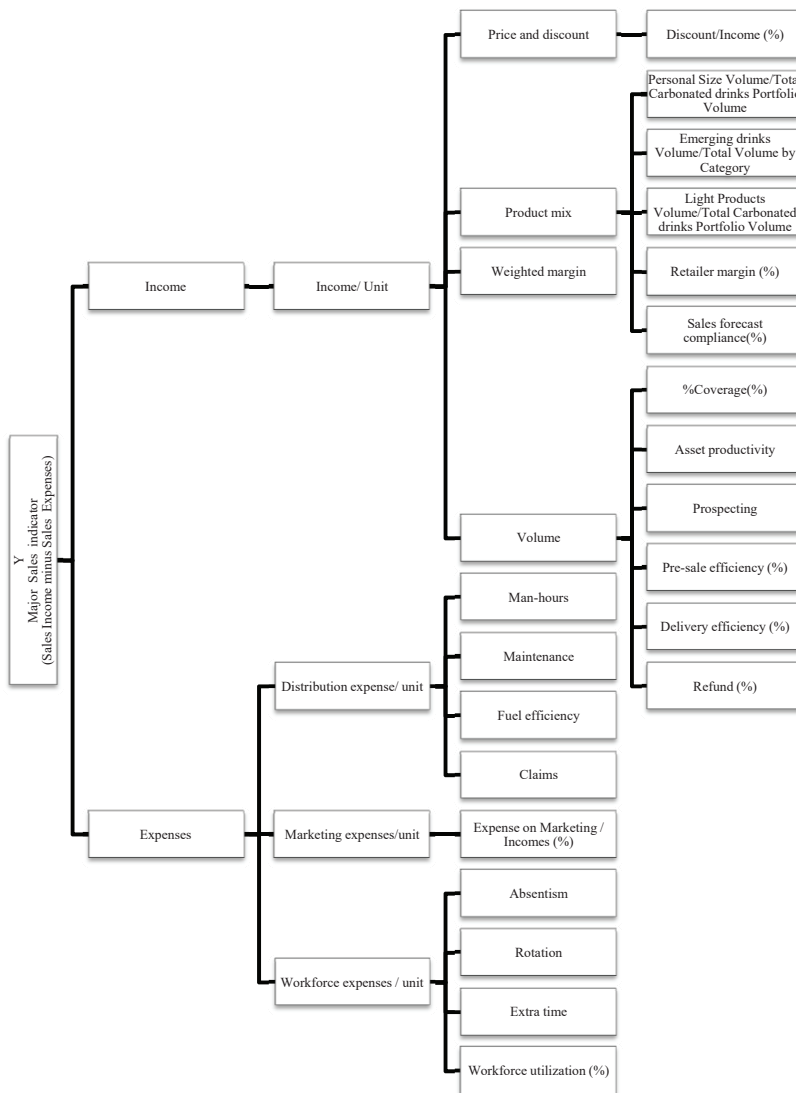 Price and discount
Discount/Income (%)
Personal Size Volume/Total
Carbonated drinks Portfolio
Volume
Emerging drinks
Volume/Total Volume by
Category
Product mix
Light Products
Volume/Total Carbonated
drinks Portfolio Volume
Income
Income/ Unit
Weighted margin
Retailer margin (%)
Sales forecast
compliance(%)
%Coverage(%)
Asset productivity
Prospecting
Y
Major Sales indicator
(Sales Income minus Sales Expenses)
Volume
Pre-sale efficiency (%)
Man-hours
Delivery efficiency (%)
Maintenance
Distribution expense/ unit
Refund (%)
Fuel efficiency
Claims
Expenses
Marketing expenses/unit
Expense on Marketing /
Incomes (%)
Absentism
Rotation
Workforce expenses / unit
Extra time
Workforce utilization (%)